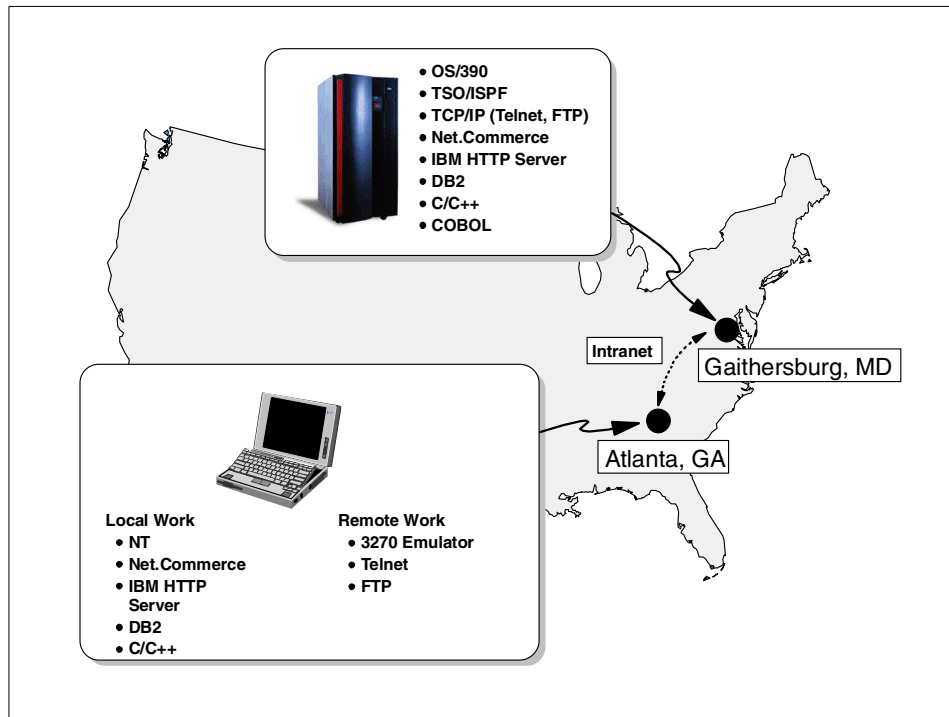 • OS/390
• TSO/ISPF
• TCP/IP (Telnet, FTP)
• Net.Commerce
• IBM HTTP Server
• DB2
• C/C++
• COBOL
Intranet
Gaithersburg, MD
Atlanta, GA
Local Work
• NT
• Net.Commerce
• IBM HTTP
Server
• DB2
• C/C++
Remote Work
• 3270 Emulator
• Telnet
• FTP